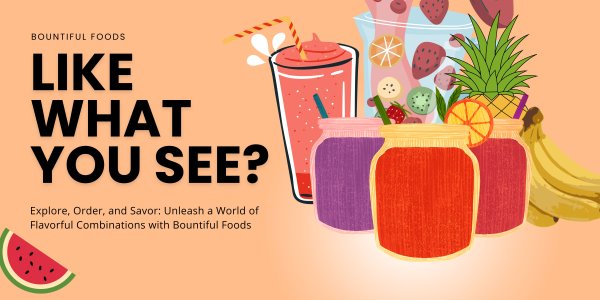 BOUNTIFUL FOODS
LIKE
WHAT
YOU SEE?
Explore, Order, and Savor: Unleash a World of
Flavorful Combinations with Bountiful Foods